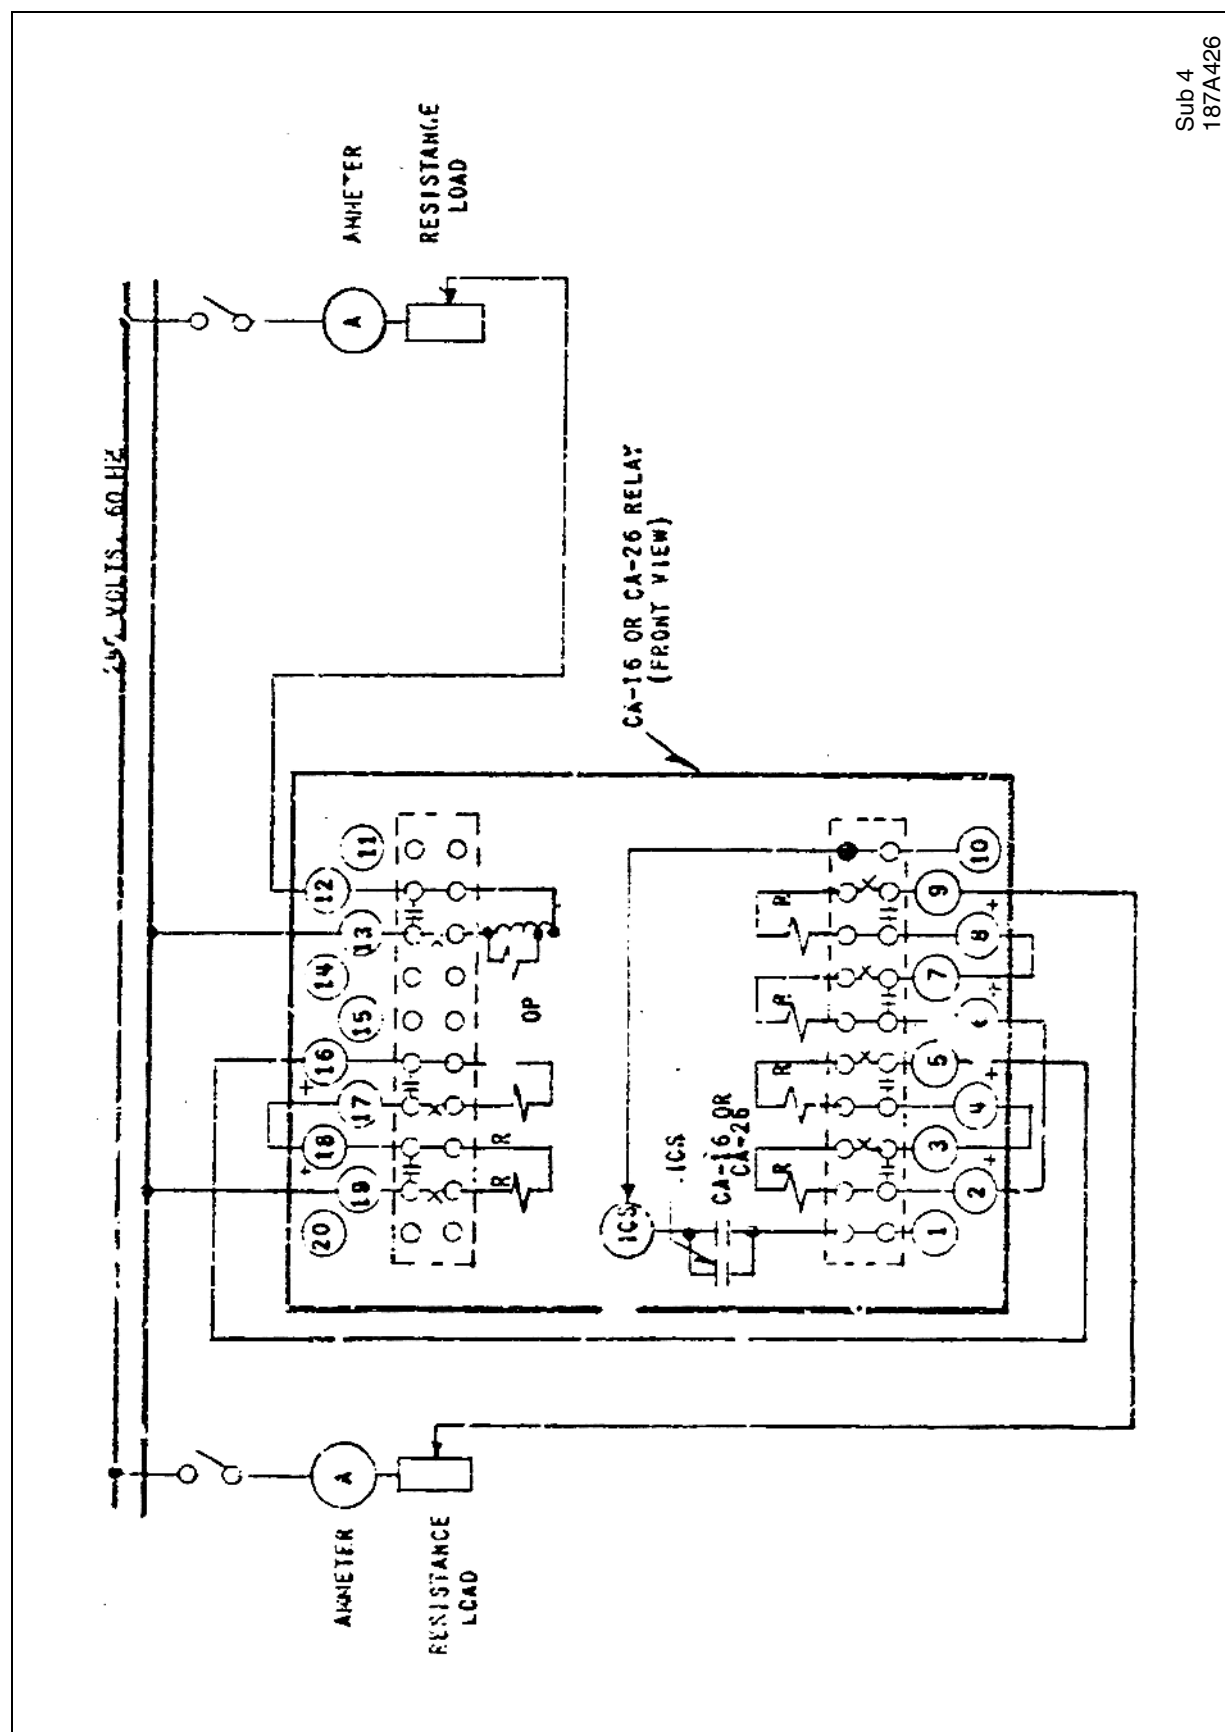 Sub 4
187A426
VOLTS, 60 HZ
AMMETER
RESISTANCE
LOAD
A
CA-16 OR CA-26 RELAY
(FRONT VIEW)
20
19
+
18
17
+
16
15
14
13
12
11
R
R
OP
ICS
ICS
CA-16 OR
CA-26
R
R
R
R
1
2
+
3
4
+
5
+
7
8
+
9
10
AMMETER
RESISTANCE
LOAD
A